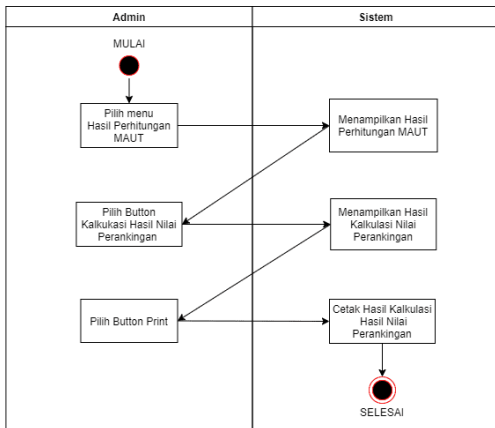 Admin
Sistem
MULAI
Pilih menu
Hasil Perhitungan
MAUT
Menampilkan Hasil
Perhitungan MAUT
Pilih Button
Kalkukasi Hasil Nilai
Perankingan
Menampilkan Hasil
Kalkulasi Nilai
Perankingan
Pilih Button Print
Cetak Hasil Kalkulasi
Hasil Nilai
Perankingan
SELESAI